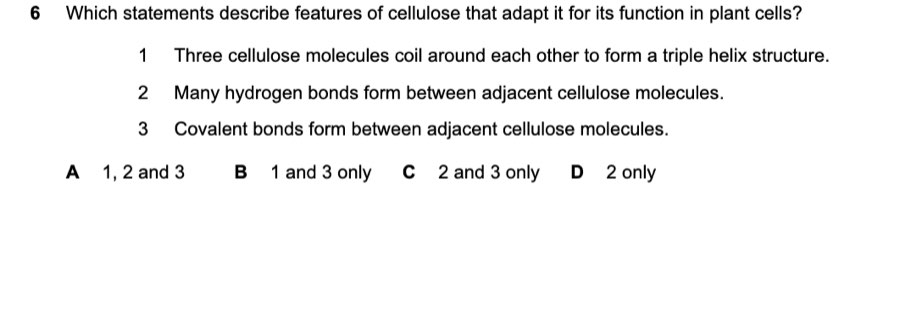 6 Which statements describe features of cellulose that adapt it for its function in plant cells?
1 Three cellulose molecules coil around each other to form a triple helix structure.
2 Many hydrogen bonds form between adjacent cellulose molecules.
3 Covalent bonds form between adjacent cellulose molecules.
A 1, 2 and 3 B 1 and 3 only C 2 and 3 only D 2 only